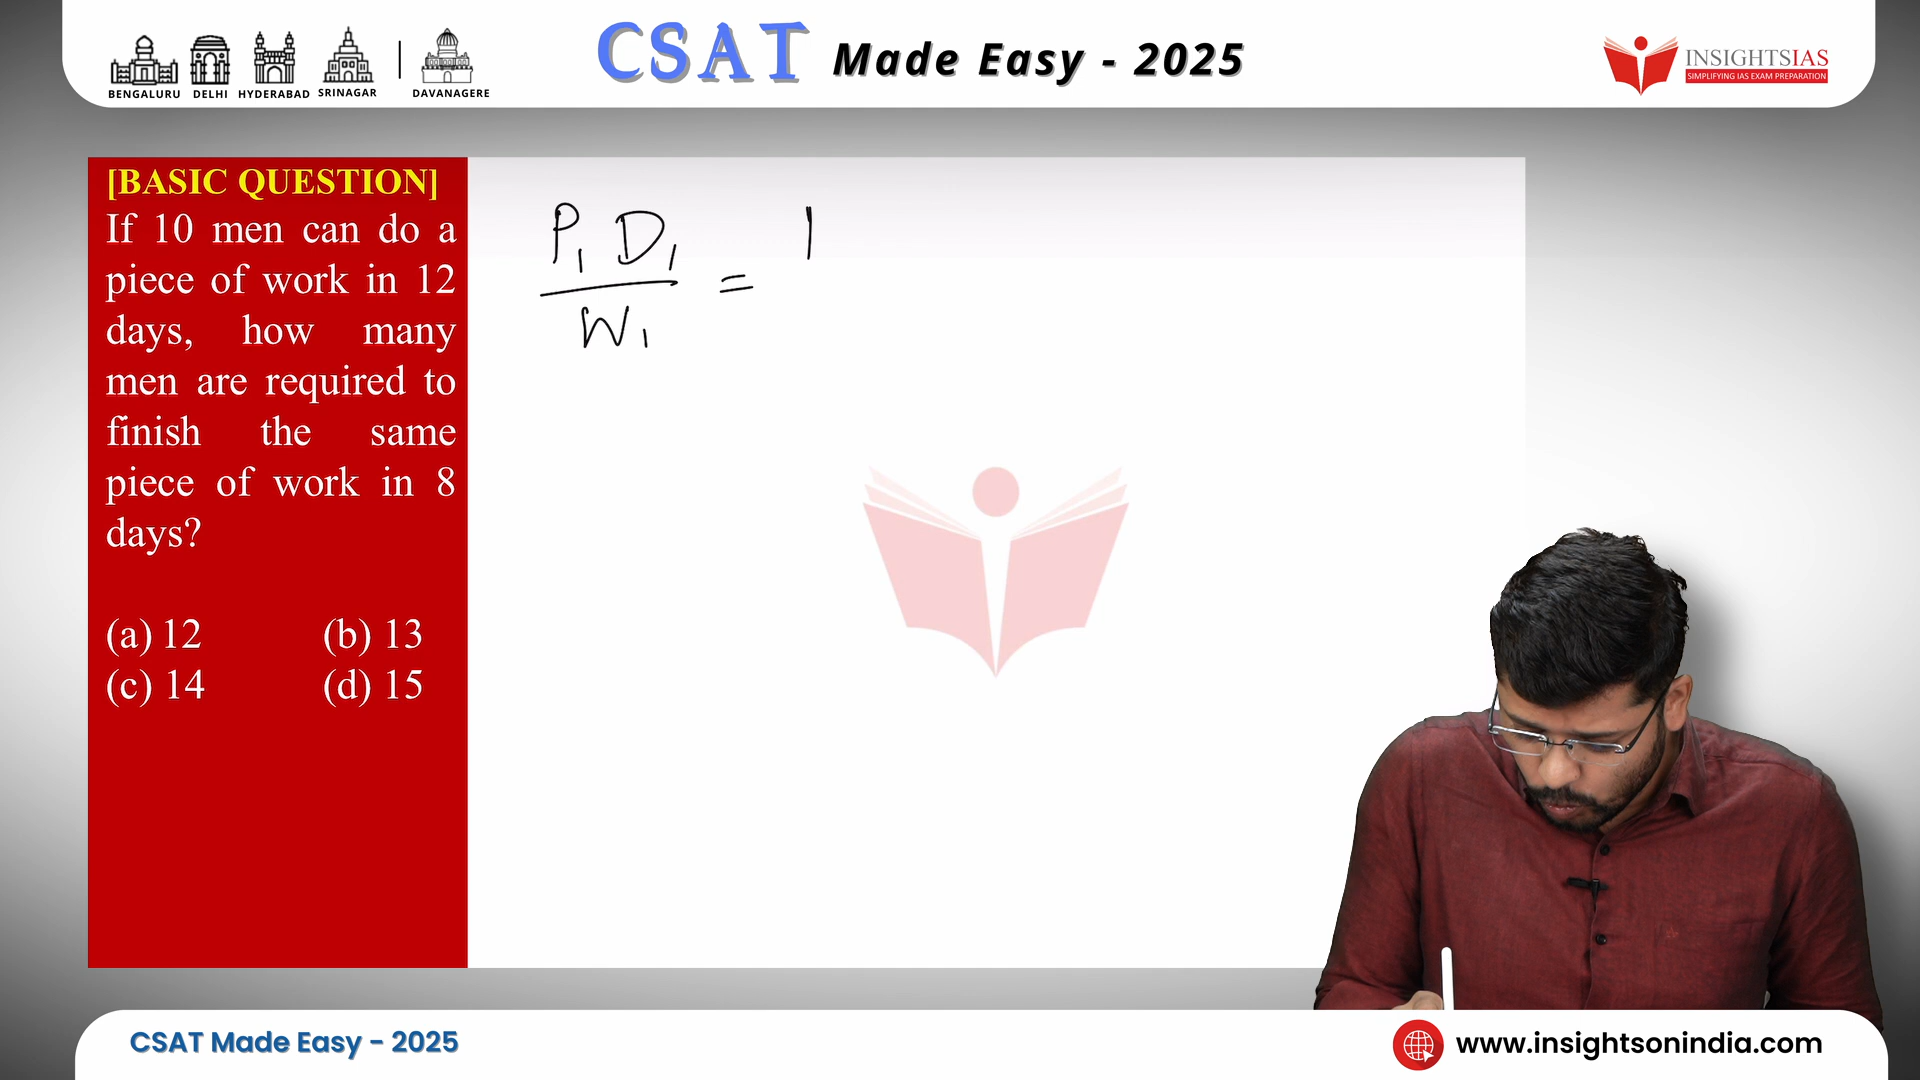 BENGALURU DELHI HYDERABAD SRINAGAR DAVANAGERE
CSAT Made Easy - 2025
INSIGHTSIAS
SIMPLIFYING IAS EXAM PREPARATION
[BASIC QUESTION]
If 10 men can do a
piece of work in 12
days, how many
men are required to
finish the same
piece of work in 8
days?
(a) 12 (b) 13
(c) 14 (d) 15
P₁ D₁
= 
W₁
CSAT Made Easy - 2025
www.insightsonindia.com